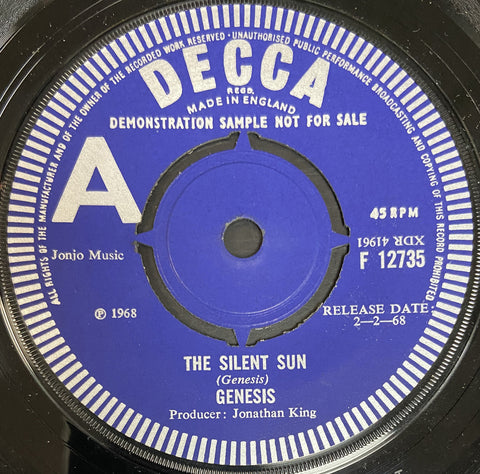 ALL RIGHTS OF THE MANUFACTURER AND OF THE OWNER OF THE RECORDED WORK RESERVED · UNAUTHORISED PUBLIC PERFORMANCE BROADCASTING AND COPYING OF THIS RECORD PROHIBITED
DECCA
REGD.
MADE IN ENGLAND
DEMONSTRATION SAMPLE NOT FOR SALE
A
45 RPM
XDR 41961
Jonjo Music
F 12735
℗ 1968
RELEASE DATE:
2—2—68
THE SILENT SUN
(Genesis)
GENESIS
Producer: Jonathan King